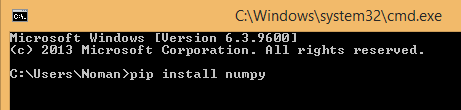 C:\Windows\system32\cmd.exe
Microsoft Windows [Version 6.3.9600]
(c) 2013 Microsoft Corporation. All rights reserved.
C:\Users\Noman>pip install numpy